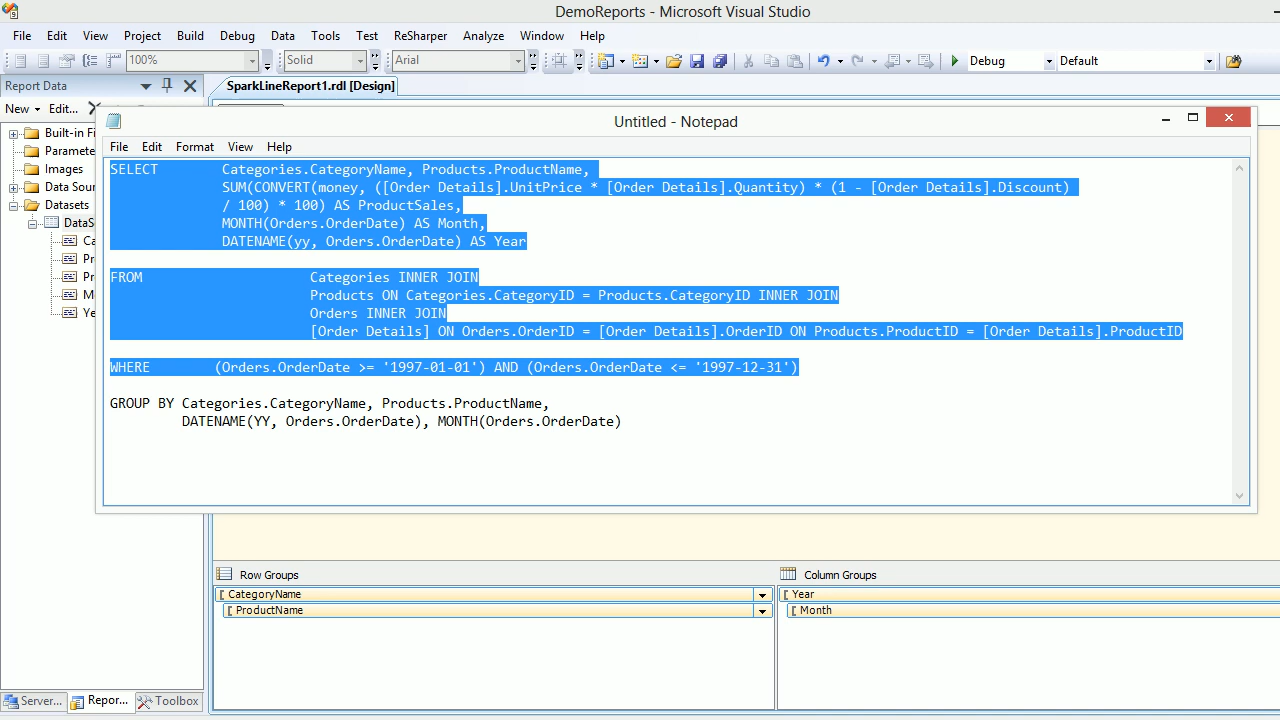 DemoReports - Microsoft Visual Studio
File Edit View Project Build Debug Data Tools Test ReSharper Analyze Window Help
100% Solid Arial Debug Default
Report Data
SparkLineReport1.rdl [Design]
New Edit...
Untitled - Notepad
File Edit Format View Help
Built-in Fi
Paramete
Images
Data Sour
Datasets
DataS
Ca
Pr
Pr
M
Ye
SELECT Categories.CategoryName, Products.ProductName,
SUM(CONVERT(money, ([Order Details].UnitPrice * [Order Details].Quantity) * (1 - [Order Details].Discount)
/ 100) * 100) AS ProductSales,
MONTH(Orders.OrderDate) AS Month,
DATENAME(yy, Orders.OrderDate) AS Year
FROM Categories INNER JOIN
Products ON Categories.CategoryID = Products.CategoryID INNER JOIN
Orders INNER JOIN
[Order Details] ON Orders.OrderID = [Order Details].OrderID ON Products.ProductID = [Order Details].ProductID
WHERE (Orders.OrderDate >= '1997-01-01') AND (Orders.OrderDate <= '1997-12-31')
GROUP BY Categories.CategoryName, Products.ProductName,
DATENAME(YY, Orders.OrderDate), MONTH(Orders.OrderDate)
Row Groups
[ CategoryName
[ ProductName
Column Groups
[ Year
[ Month
Server... Repor... Toolbox